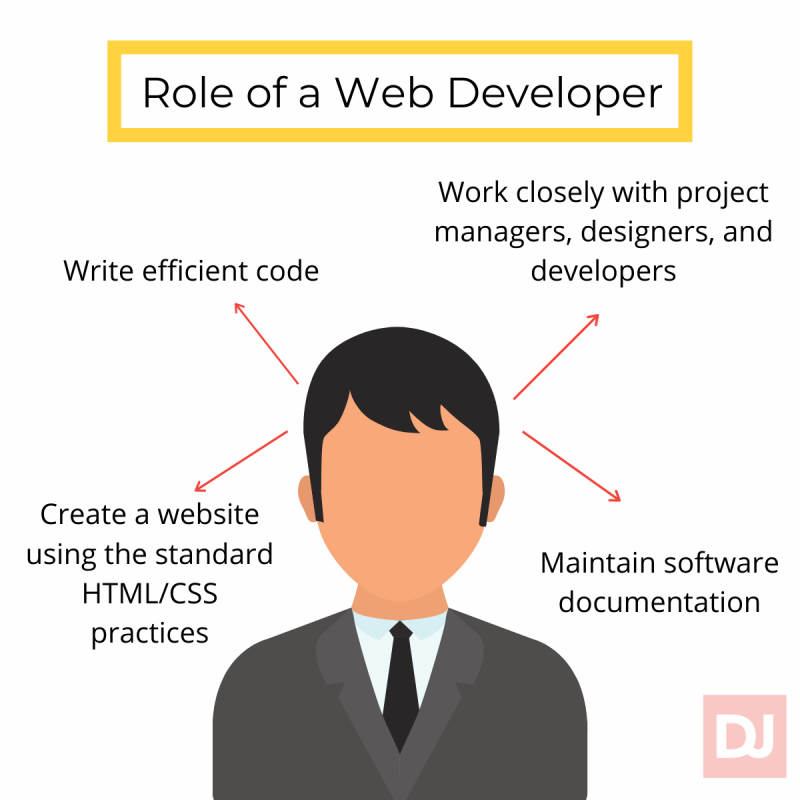 Role of a Web Developer
Work closely with project
managers, designers, and
developers
Write efficient code
Create a website
using the standard
HTML/CSS
practices
Maintain software
documentation
DJ